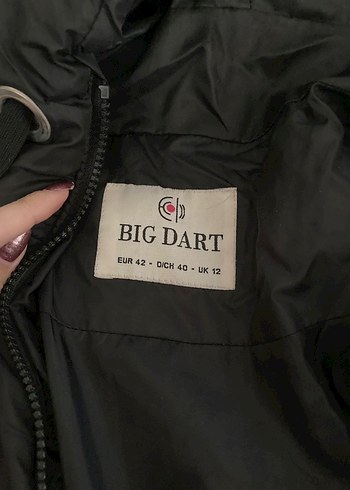 BIG DART
EUR 42 - D/CH 40 - UK 12